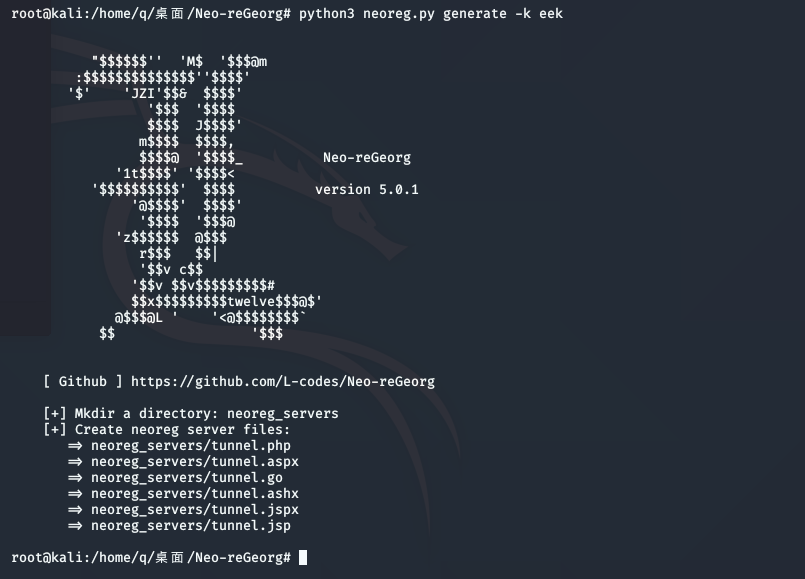 root@kali:/home/q/桌面/Neo-reGeorg# python3 neoreg.py generate -k eek
"$$$$$$''  'M$  '$$$@m
:$$$$$$$$$$$$$$''$$$$'
'$'    'JZI'$$&  $$$$'
'$$$  '$$$$
$$$$  J$$$$'
m$$$$  $$$$,
$$$$@  '$$$$_          Neo-reGeorg
'1t$$$$' '$$$$<
'$$$$$$$$$$'  $$$$          version 5.0.1
'@$$$$'  $$$$'
'$$$$  '$$$@
'z$$$$$$  @$$$
r$$$   $$|
'$$v c$$
'$$v $$v$$$$$$$$$#
$$x$$$$$$$$$twelve$$$@$'
@$$$@L '    '<@$$$$$$$$`
$$                 '$$$
[ Github ] https://github.com/L-codes/Neo-reGeorg
[+] Mkdir a directory: neoreg_servers
[+] Create neoreg server files:
=> neoreg_servers/tunnel.php
=> neoreg_servers/tunnel.aspx
=> neoreg_servers/tunnel.go
=> neoreg_servers/tunnel.ashx
=> neoreg_servers/tunnel.jspx
=> neoreg_servers/tunnel.jsp
root@kali:/home/q/桌面/Neo-reGeorg#